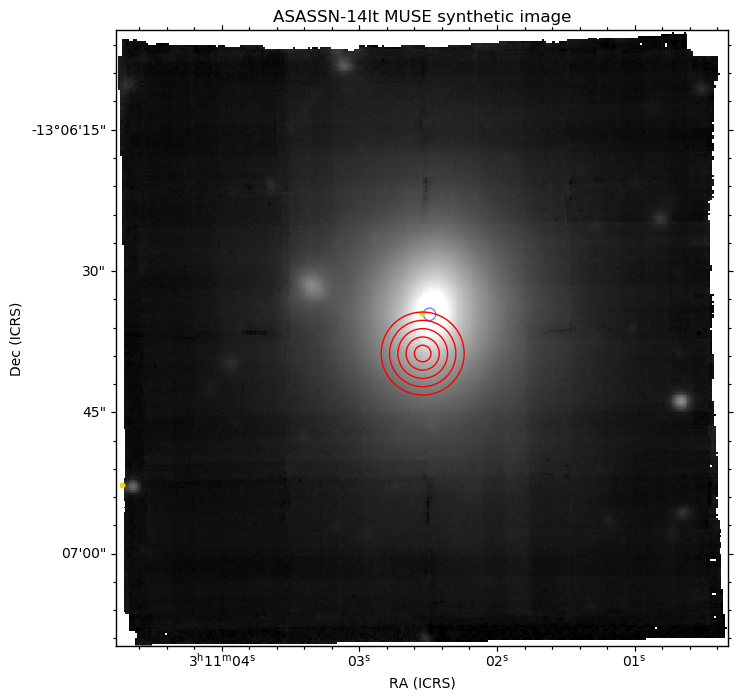 ASASSN-14lt MUSE synthetic image
-13°06'15"
30"
45"
07'00"
Dec (ICRS)
3ʰ11ᵐ04ˢ
03ˢ
02ˢ
01ˢ
RA (ICRS)